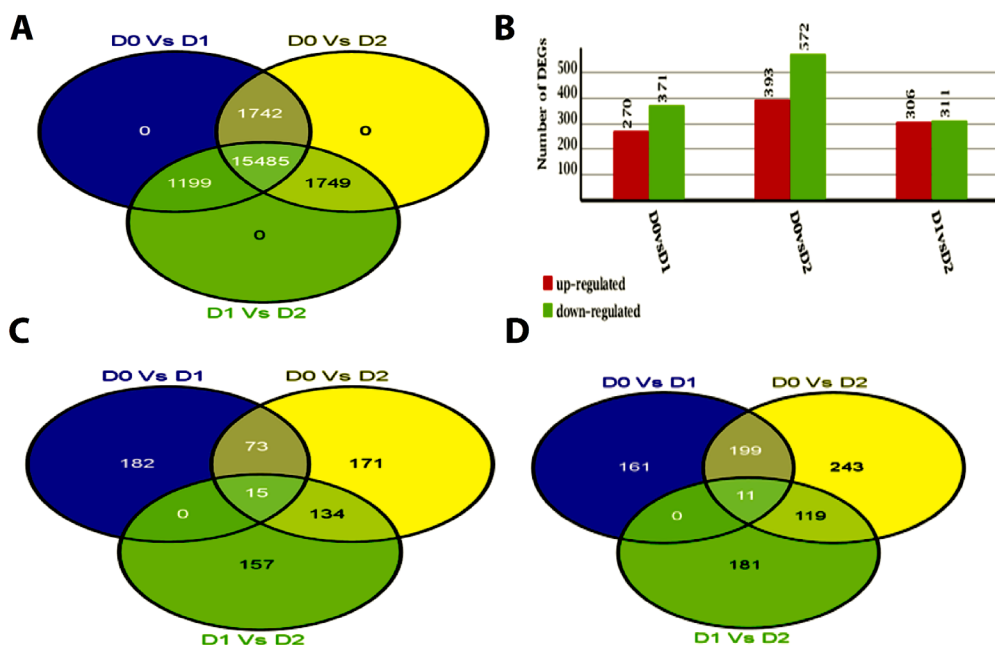 A
D0 Vs D1
D0 Vs D2
0
1742
0
15485
1199
1749
0
D1 Vs D2
B
Number of DEGs
500
400
300
200
100
270
371
393
572
306
311
D0vsD1
D0vsD2
D1vsD2
up-regulated
down-regulated
C
D0 Vs D1
D0 Vs D2
182
73
171
15
0
134
157
D1 Vs D2
D
D0 Vs D1
D0 Vs D2
161
199
243
11
0
119
181
D1 Vs D2